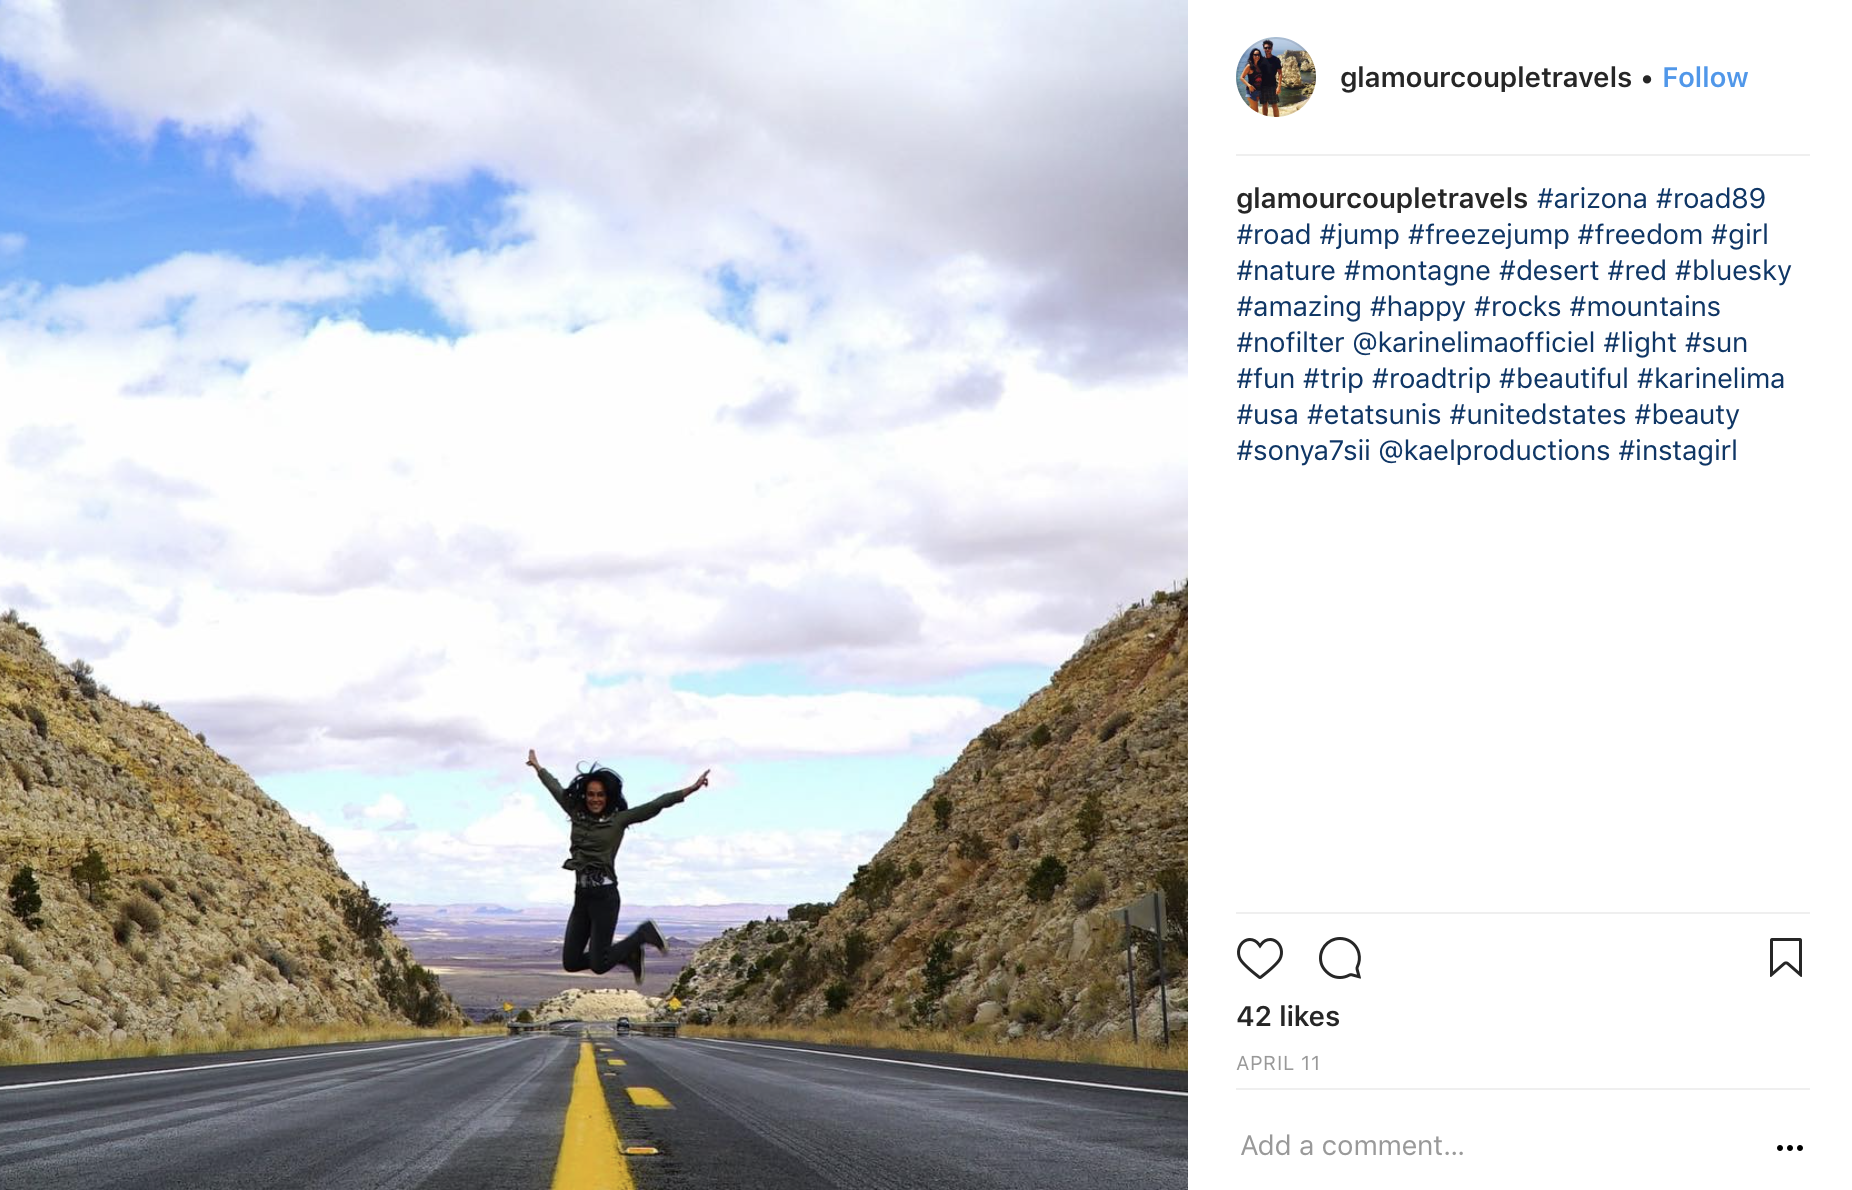 glamourcoupletravels • Follow
glamourcoupletravels #arizona #road89
#road #jump #freezejump #freedom #girl
#nature #montagne #desert #red #bluesky
#amazing #happy #rocks #mountains
#nofilter @karinelimaofficiel #light #sun
#fun #trip #roadtrip #beautiful #karinelima
#usa #etatsunis #unitedstates #beauty
#sonya7sii @kaelproductions #instagirl
42 likes
APRIL 11
Add a comment...